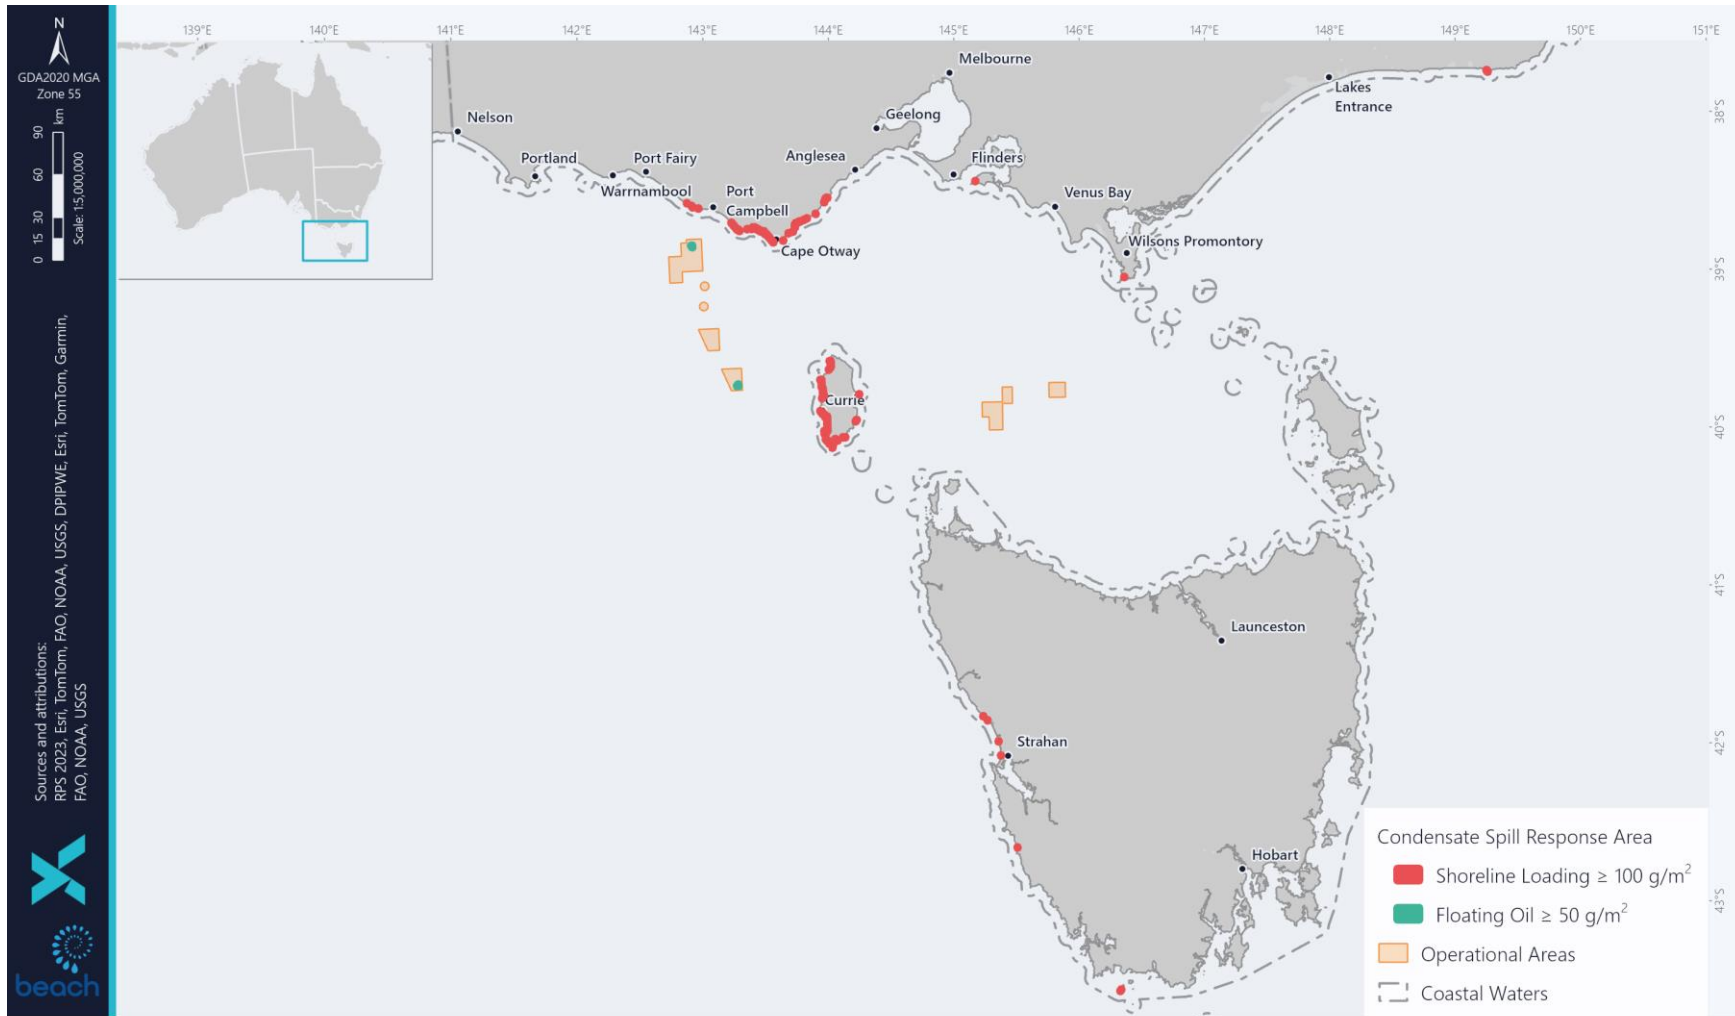 139°E
140°E
141°E
142°E
143°E
144°E
145°E
146°E
147°E
148°E
149°E
150°E
151°E
N
GDA2020 MGA
Zone 55
0 15 30 60 90 km
Scale: 1:5,000,000
Sources and attributions:
RPS 2023, Esri, TomTom, FAO, NOAA, USGS, DPIPWE, Esri, TomTom, Garmin,
FAO, NOAA, USGS
beach
Melbourne
Lakes
Entrance
Geelong
Nelson
Portland
Port Fairy
Anglesea
Flinders
Warrnambool
Port
Campbell
Venus Bay
Cape Otway
Wilsons Promontory
Currie
Launceston
Strahan
Hobart
38°S
39°S
40°S
41°S
42°S
43°S
Condensate Spill Response Area
Shoreline Loading ≥ 100 g/m²
Floating Oil ≥ 50 g/m²
Operational Areas
Coastal Waters